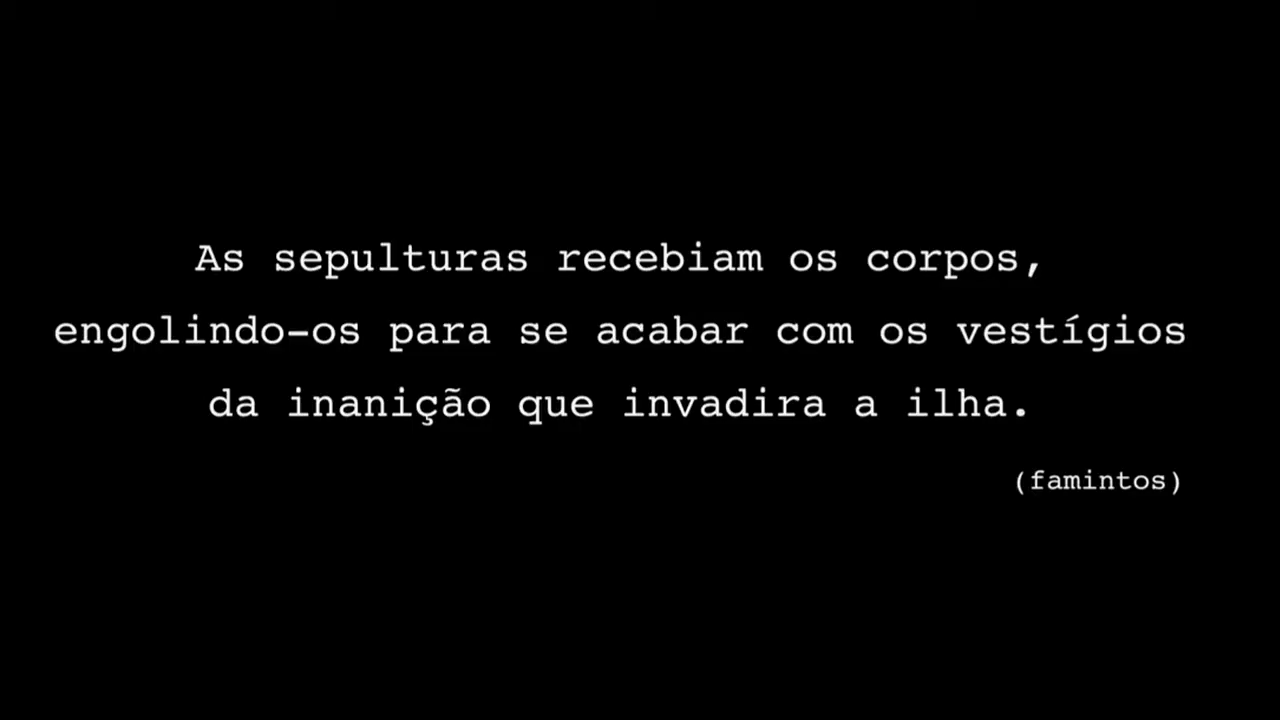 As sepulturas recebiam os corpos,
engolindo-os para se acabar com os vestígios
da inanição que invadira a ilha.
(famintos)